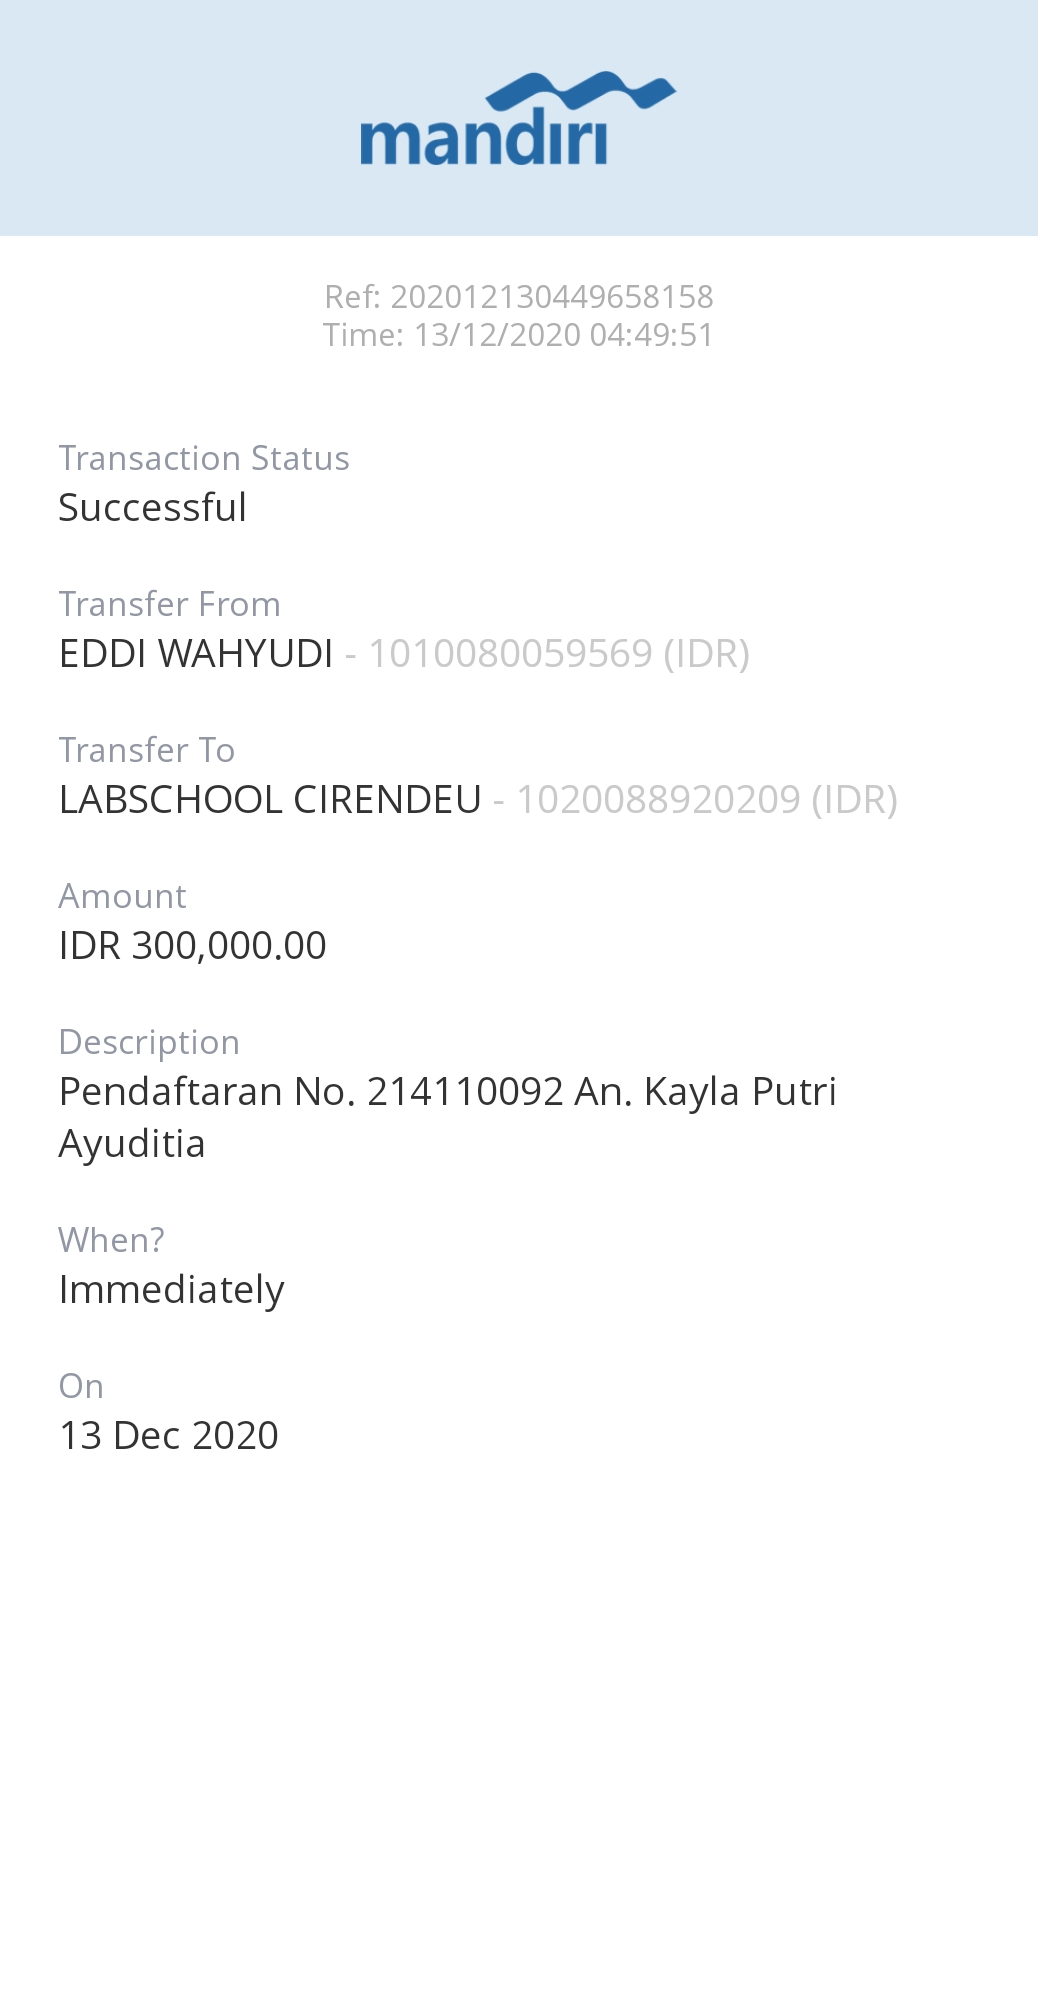 mandiri
Ref: 202012130449658158
Time: 13/12/2020 04:49:51
Transaction Status
Successful
Transfer From
EDDI WAHYUDI - 1010080059569 (IDR)
Transfer To
LABSCHOOL CIRENDEU - 1020088920209 (IDR)
Amount
IDR 300,000.00
Description
Pendaftaran No. 214110092 An. Kayla Putri
Ayuditia
When?
Immediately
On
13 Dec 2020